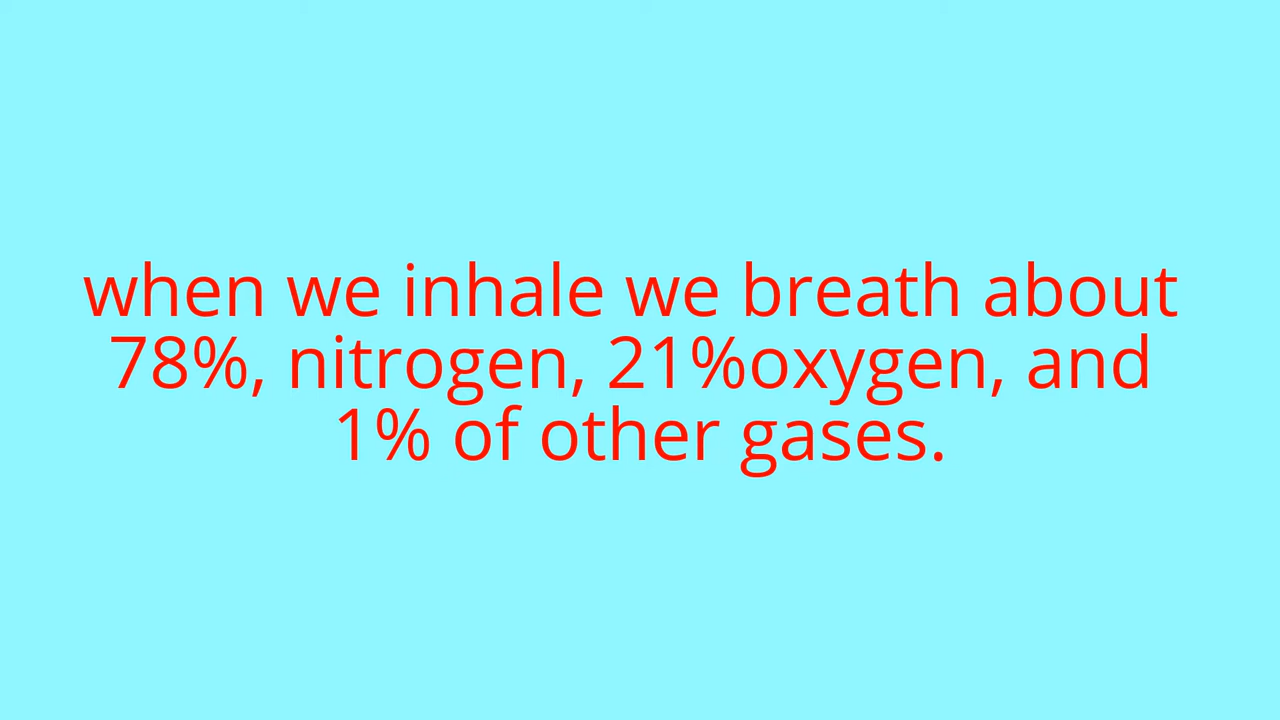 when we inhale we breath about
78%, nitrogen, 21%oxygen, and
1% of other gases.